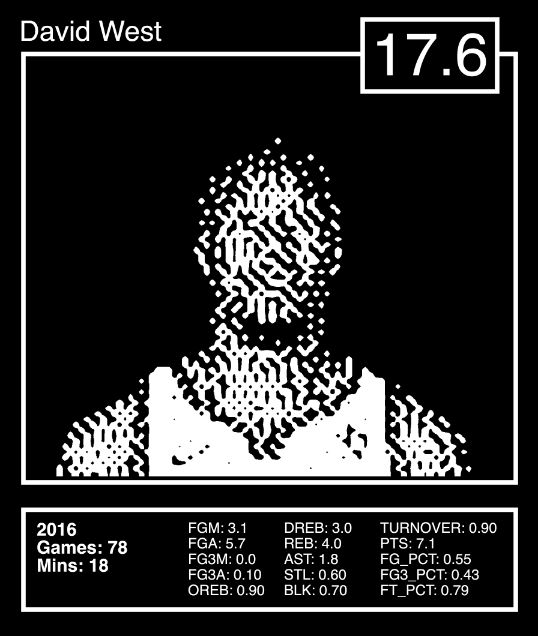 David West
17.6
2016
Games: 78
Mins: 18
FGM: 3.1
FGA: 5.7
FG3M: 0.0
FG3A: 0.10
OREB: 0.90
DREB: 3.0
REB: 4.0
AST: 1.8
STL: 0.60
BLK: 0.70
TURNOVER: 0.90
PTS: 7.1
FG_PCT: 0.55
FG3_PCT: 0.43
FT_PCT: 0.79